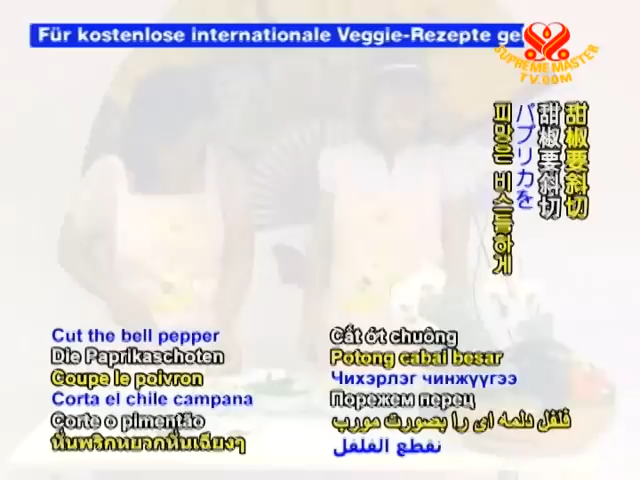 Für kostenlose internationale Veggie-Rezepte ge
SUPREME MASTER
TV.COM
甜椒要斜切
甜椒要斜切
パプリカを
피망은 비스듬하게
Cut the bell pepper
Die Paprikaschoten
Coupe le poivron
Corta el chile campana
Corte o pimentão
หั่นพริกหยวกหั่นเฉียงๆ
Cắt ớt chuông
Potong cabai besar
Чихэрлэг чинжүүгээ
Порежем перец
فلفل دلمه ای را بصورت مورب
نقطع الفلفل